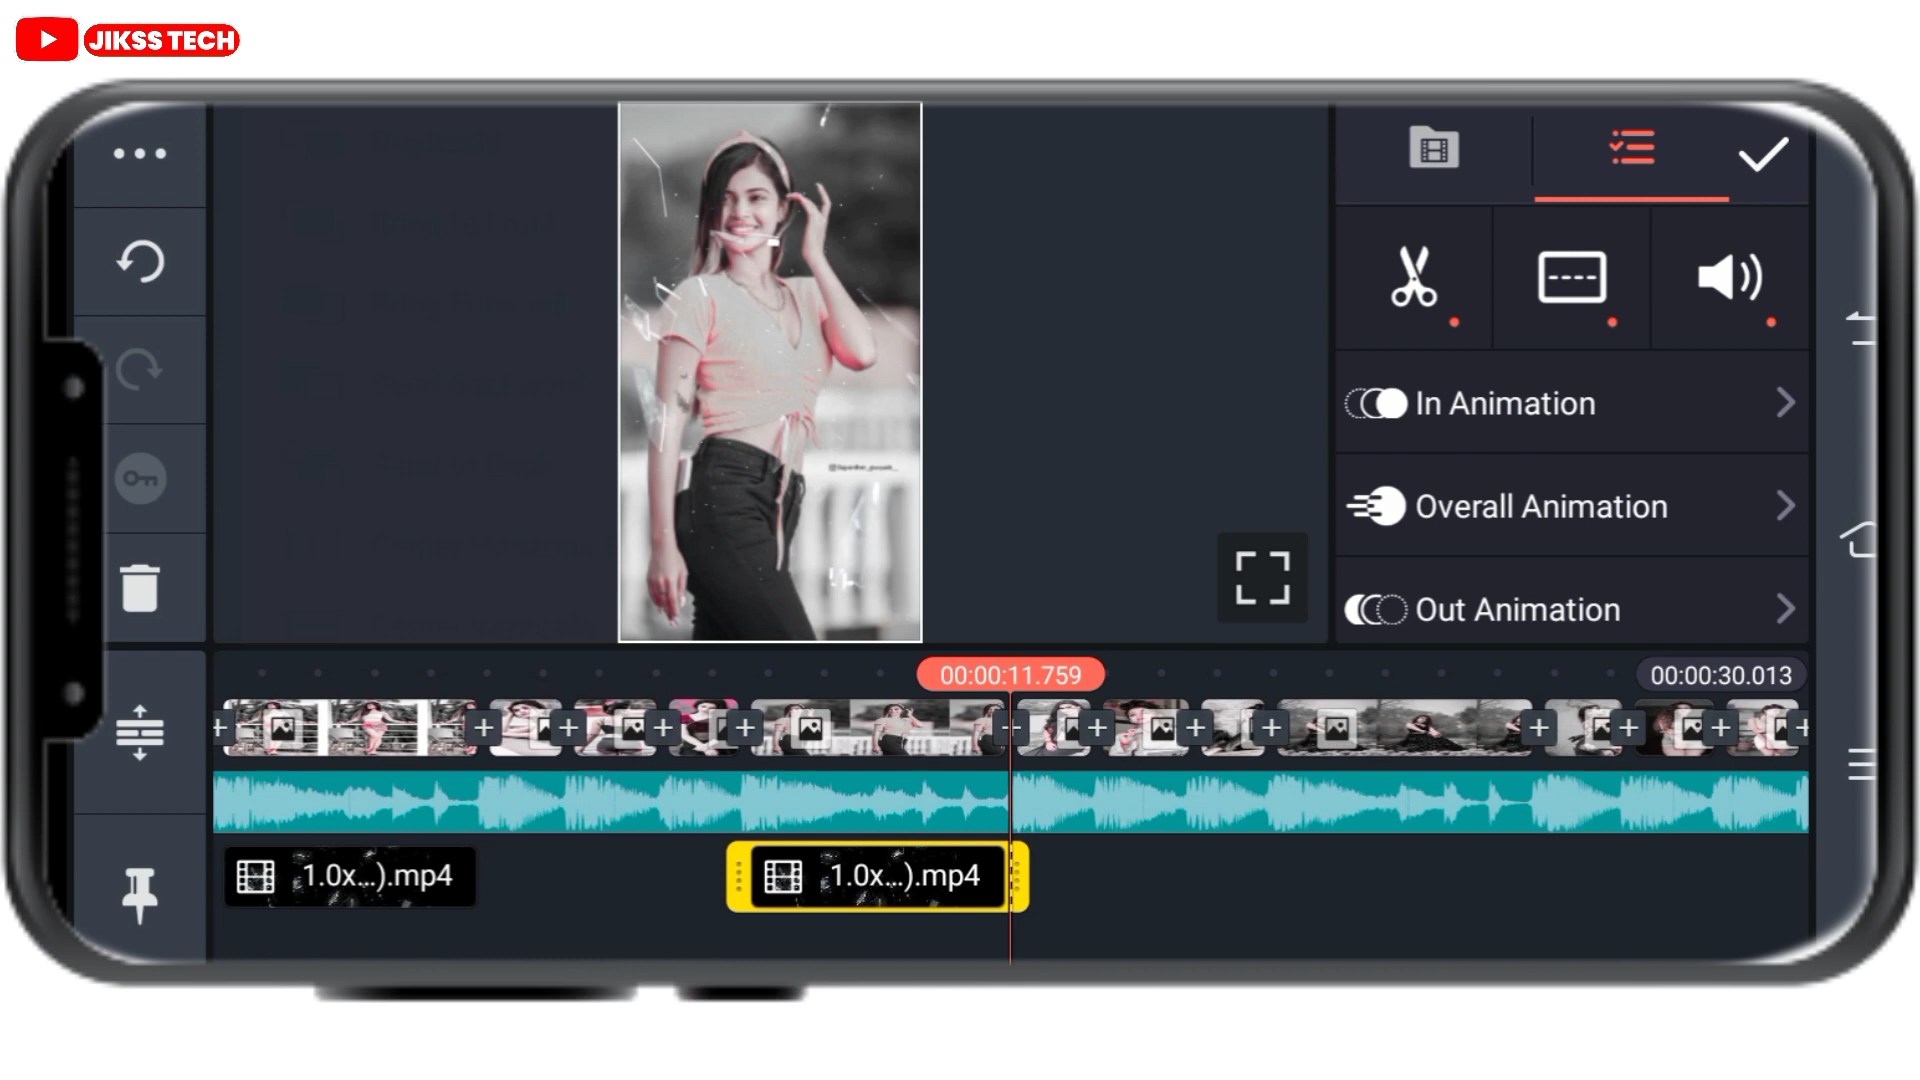 JIKSS TECH
In Animation
Overall Animation
Out Animation
00:00:11.759
00:00:30.013
1.0x...).mp4
1.0x...).mp4